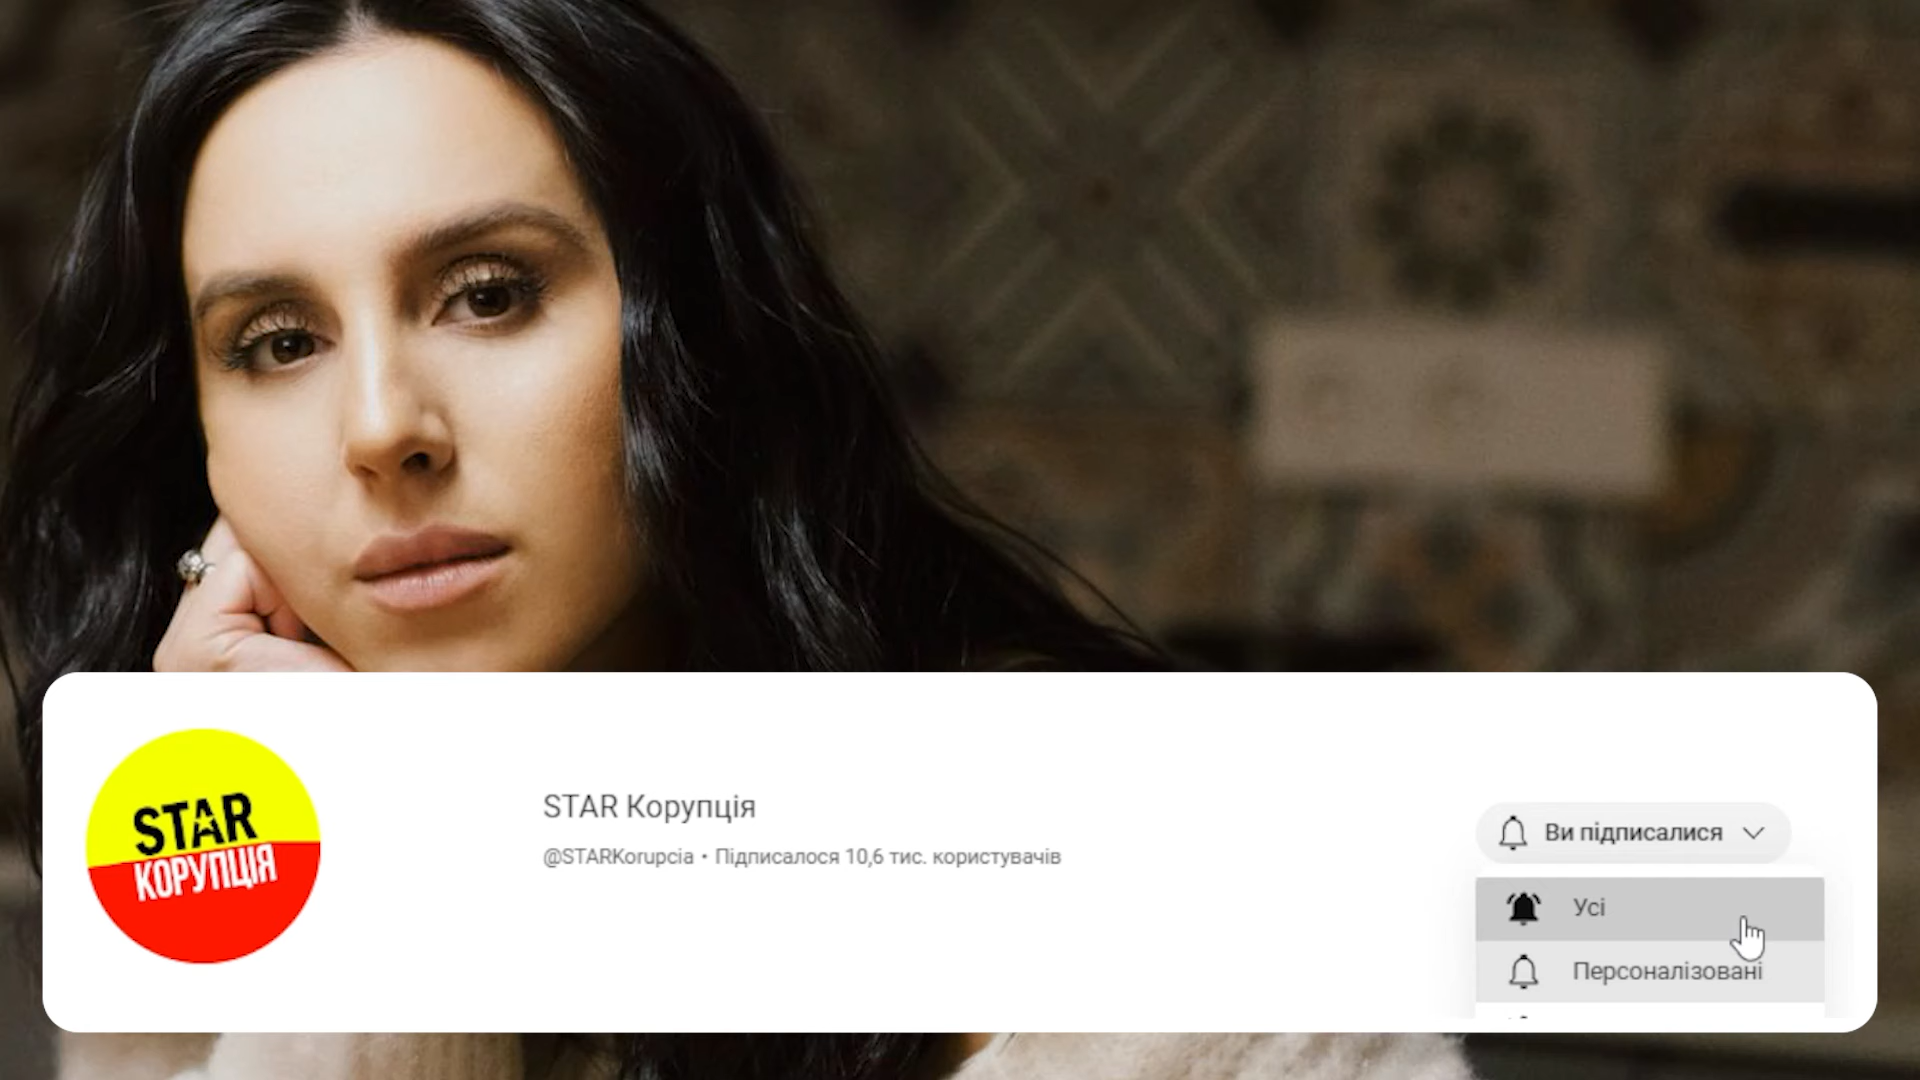 STAR
КОРУПЦІЯ
STAR Корупція
@STARKorupcia • Підписалося 10,6 тис. користувачів
Ви підписалися
Усі
Персоналізовані